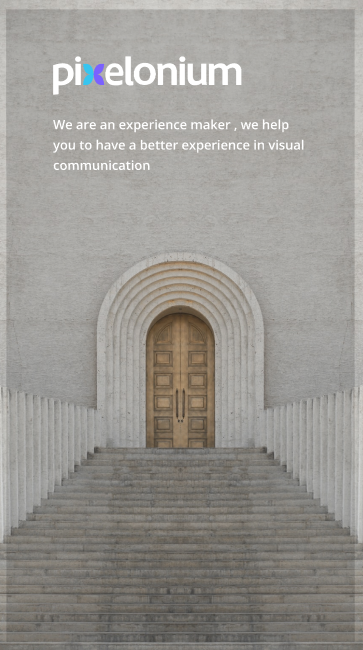 pixelonium
We are an experience maker , we help
you to have a better experience in visual
communication